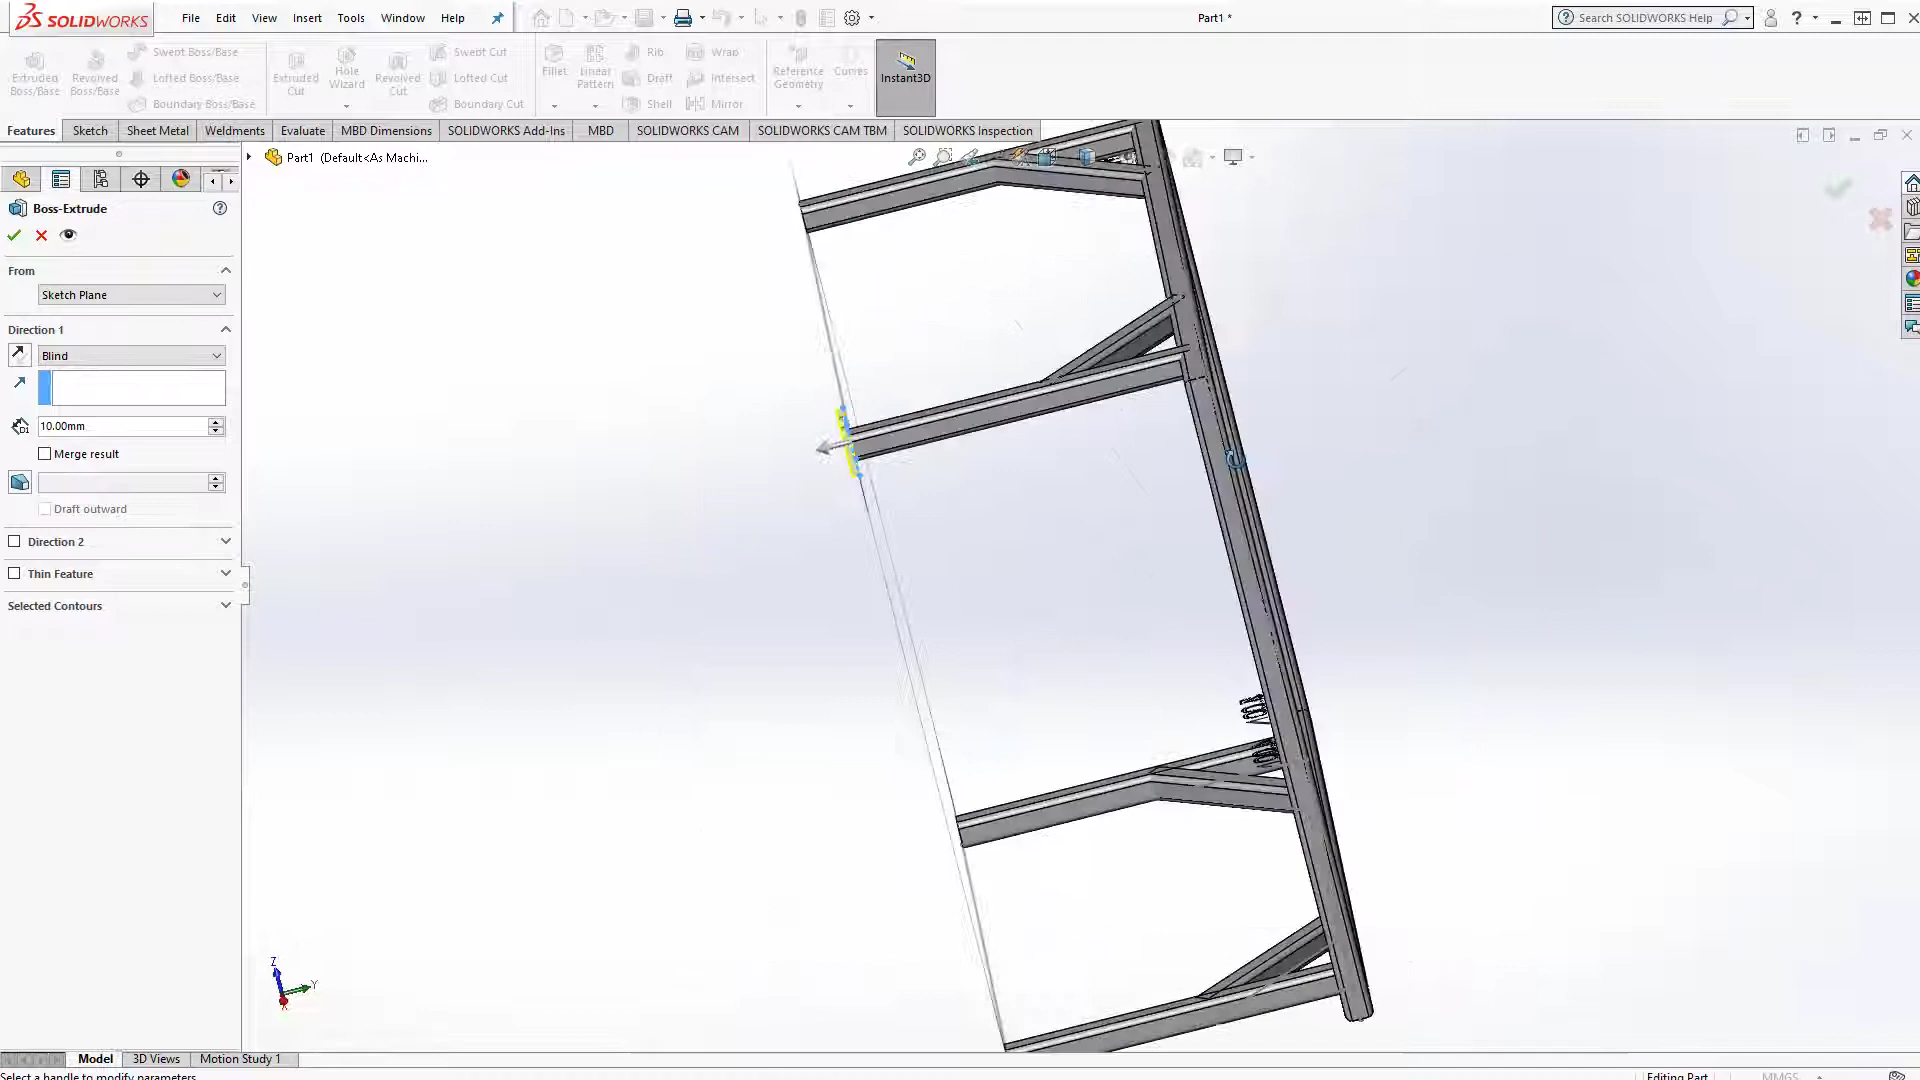 SOLIDWORKS File Edit View Insert Tools Window Help Part1 * Search SOLIDWORKS Help ?
Extruded Boss/Base
Revolved Boss/Base
Swept Boss/Base
Lofted Boss/Base
Boundary Boss/Base
Extruded Cut
Hole Wizard
Revolved Cut
Swept Cut
Lofted Cut
Boundary Cut
Fillet
Linear Pattern
Rib
Draft
Shell
Wrap
Intersect
Mirror
Reference Geometry
Curves
Instant3D
Features Sketch Sheet Metal Weldments Evaluate MBD Dimensions SOLIDWORKS Add-Ins MBD SOLIDWORKS CAM SOLIDWORKS CAM TBM SOLIDWORKS Inspection
Part1 (Default<As Machi...
Boss-Extrude
From
Sketch Plane
Direction 1
Blind
10.00mm
Merge result
Draft outward
Direction 2
Thin Feature
Selected Contours
Z
Y
X
Model 3D Views Motion Study 1
Select a handle to modify parameters
Editing Part MMGS